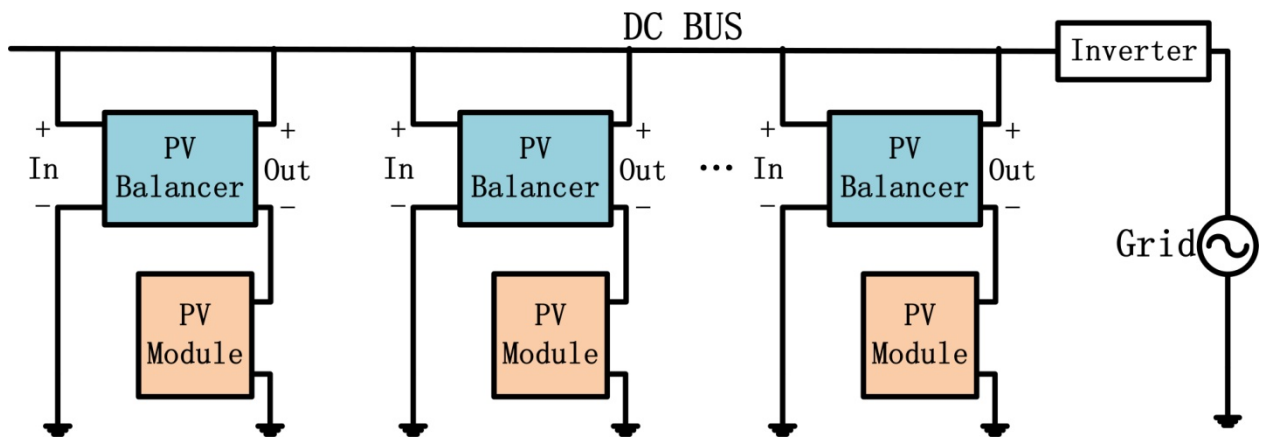 DC BUS
Inverter
+
PV
Balancer
+
In
Out
−
−
+
PV
Balancer
+
In
Out
−
−
...
+
PV
Balancer
+
In
Out
−
−
Grid
PV
Module
PV
Module
PV
Module